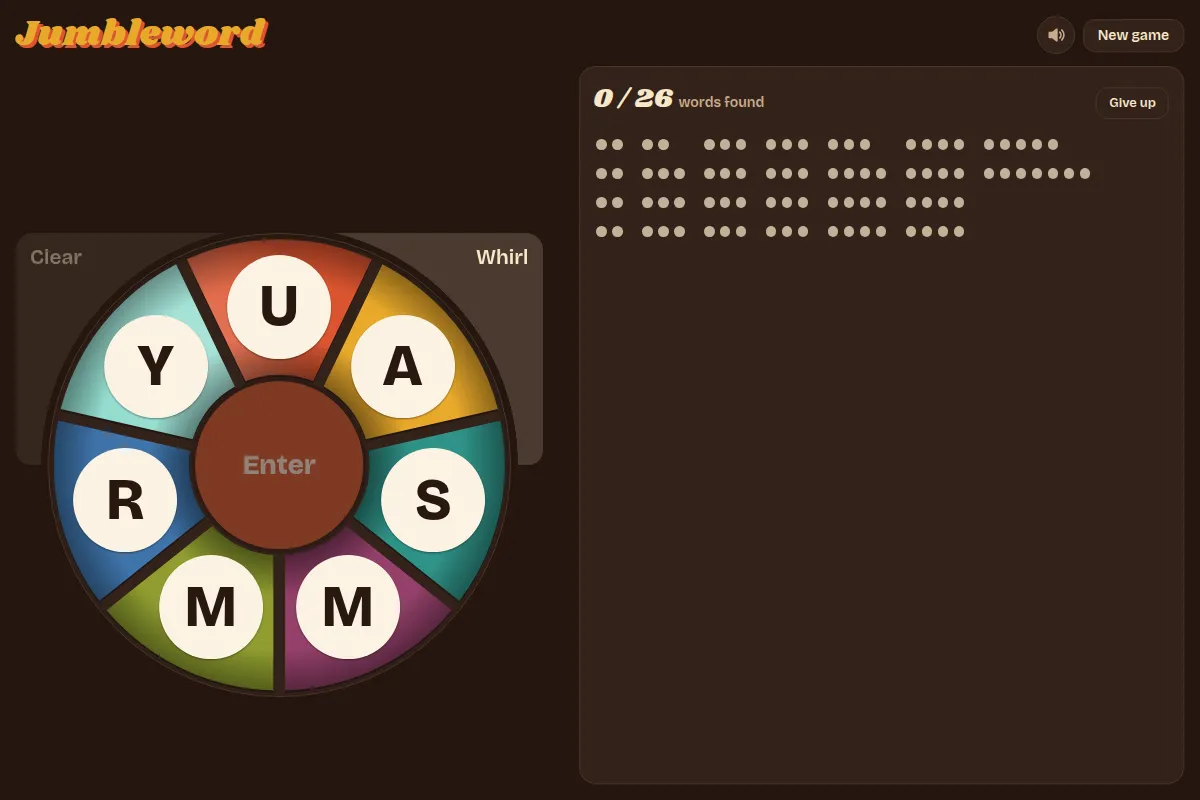 Jumbleword
New game
0/26 words found
Give up
Clear
Whirl
U
Y
A
R
Enter
S
M
M